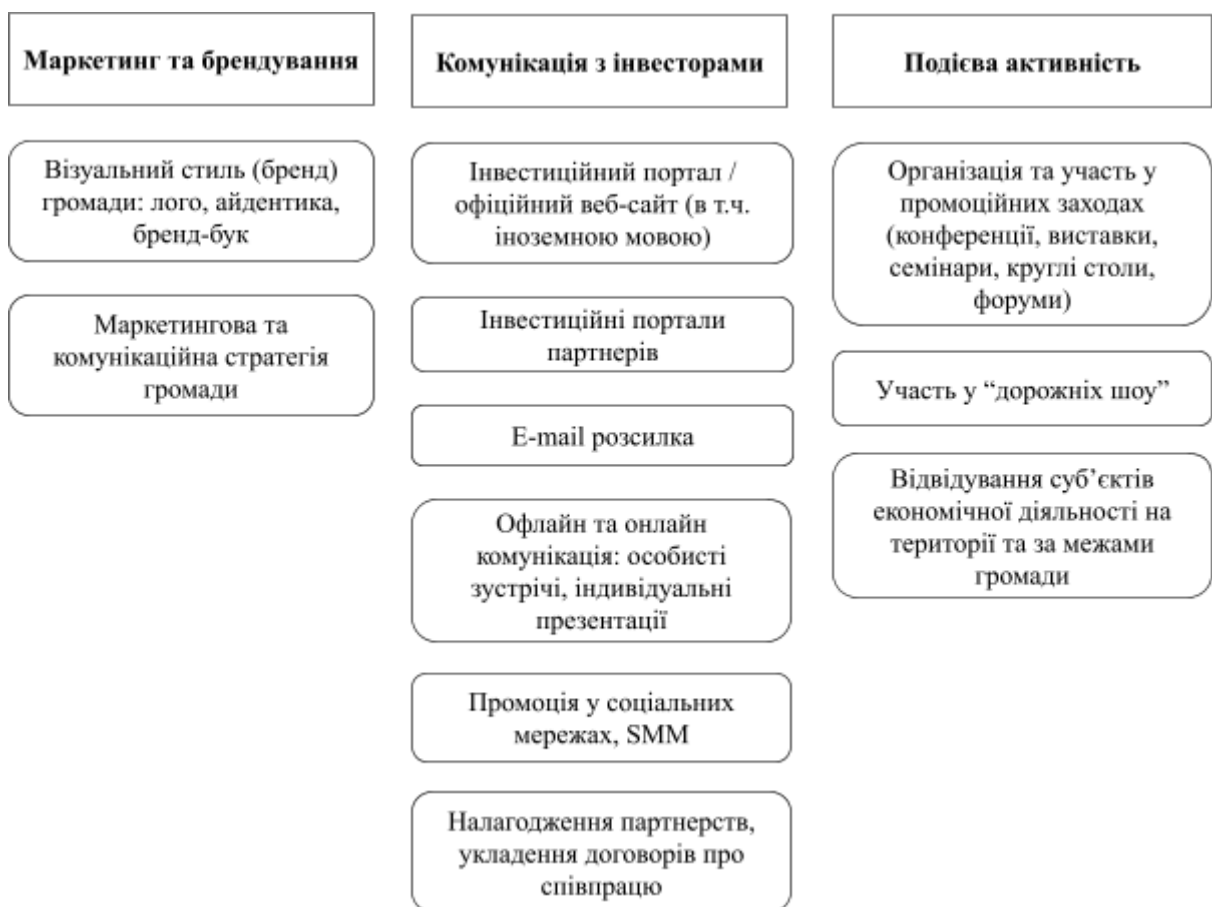 Маркетинг та брендування
Візуальний стиль (бренд)
громади: лого, айдентика,
бренд-бук
Маркетингова та
комунікаційна стратегія
громади
Комунікація з інвесторами
Інвестиційний портал /
офіційний веб-сайт (в т.ч.
іноземною мовою)
Інвестиційні портали
партнерів
E-mail розсилка
Офлайн та онлайн
комунікація: особисті
зустрічі, індивідуальні
презентації
Промоція у соціальних
мережах, SMM
Налагодження партнерств,
укладення договорів про
співпрацю
Подієва активність
Організація та участь у
промоційних заходах
(конференції, виставки,
семінари, круглі столи,
форуми)
Участь у “дорожніх шоу”
Відвідування суб’єктів
економічної діяльності на
території та за межами
громади